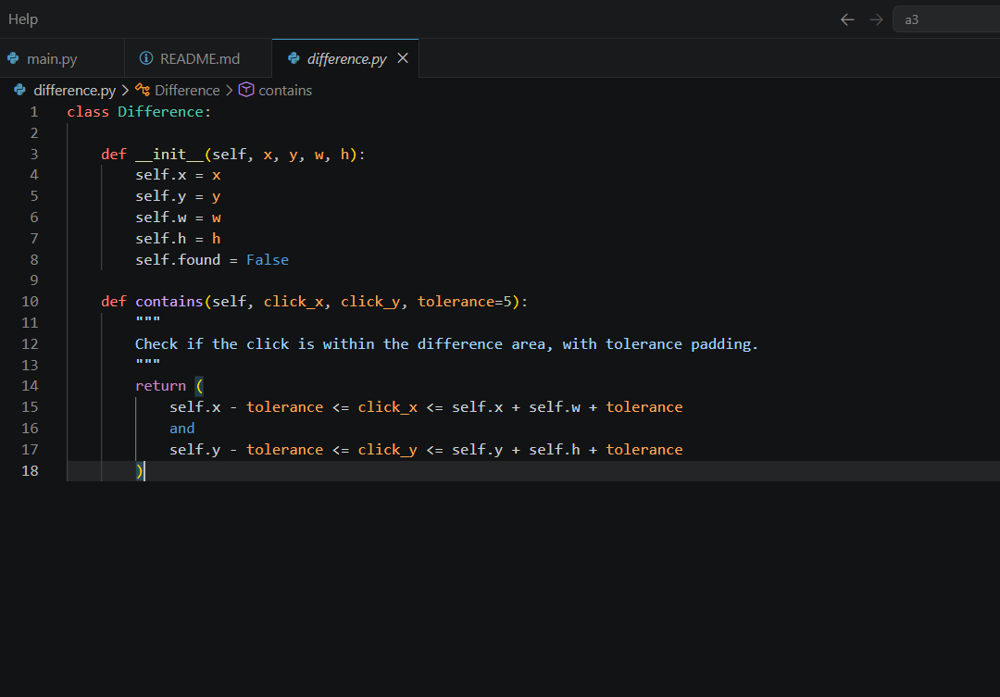 Help
a3
main.py
README.md
difference.py
difference.py > Difference > contains
1 class Difference:
2
3     def __init__(self, x, y, w, h):
4         self.x = x
5         self.y = y
6         self.w = w
7         self.h = h
8         self.found = False
9
10     def contains(self, click_x, click_y, tolerance=5):
11         """
12         Check if the click is within the difference area, with tolerance padding.
13         """
14         return (
15             self.x - tolerance <= click_x <= self.x + self.w + tolerance
16             and
17             self.y - tolerance <= click_y <= self.y + self.h + tolerance
18         )